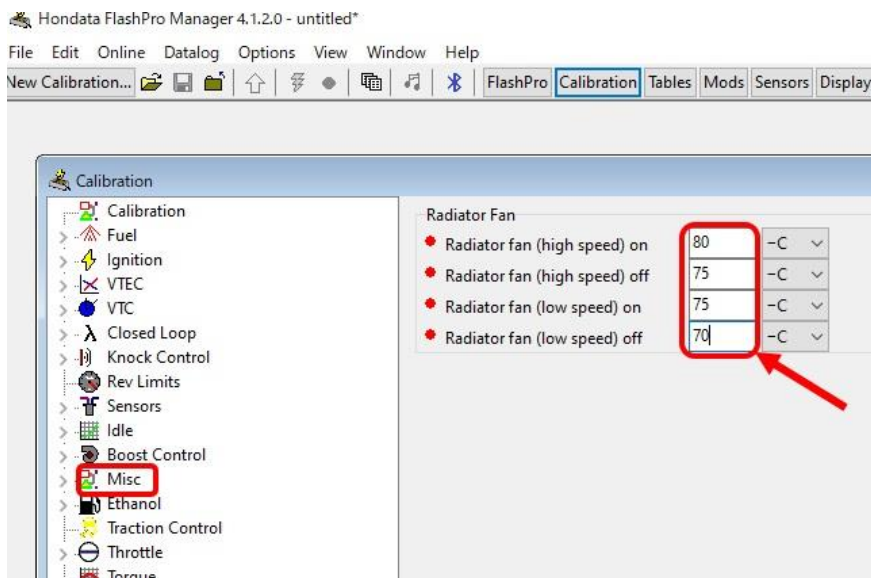 Hondata FlashPro Manager 4.1.2.0 - untitled*
File Edit Online Datalog Options View Window Help
New Calibration... FlashPro Calibration Tables Mods Sensors Display
Calibration
Calibration
Fuel
Ignition
VTEC
VTC
λ Closed Loop
Knock Control
Rev Limits
Sensors
Idle
Boost Control
Misc
Ethanol
Traction Control
Throttle
Torque
Radiator Fan
Radiator fan (high speed) on 80 -C
Radiator fan (high speed) off 75 -C
Radiator fan (low speed) on 75 -C
Radiator fan (low speed) off 70 -C